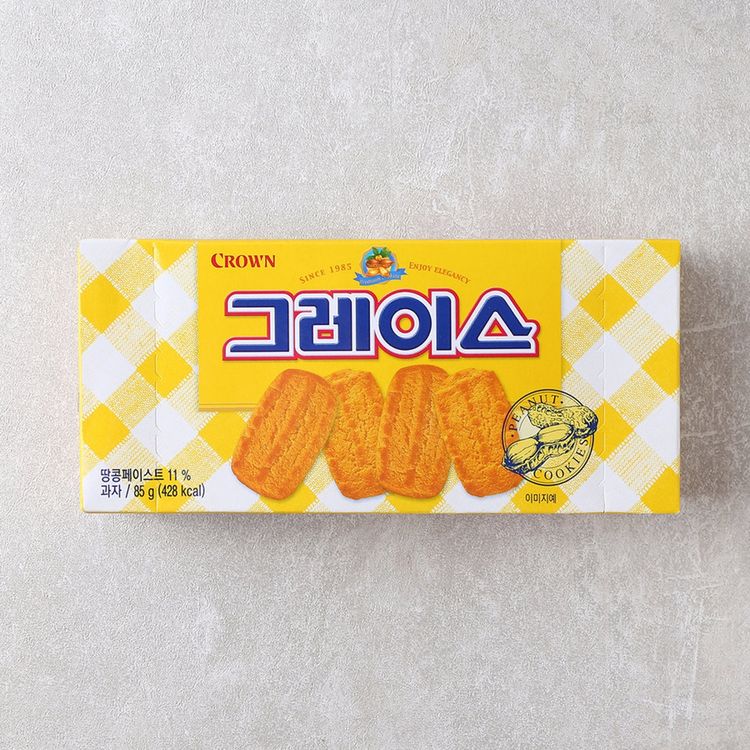 CROWN
SINCE 1985
ENJOY ELEGANCY
그레이스
PEANUT
COOKIES
땅콩페이스트 11 %
과자 / 85 g (428 kcal)
이미지예